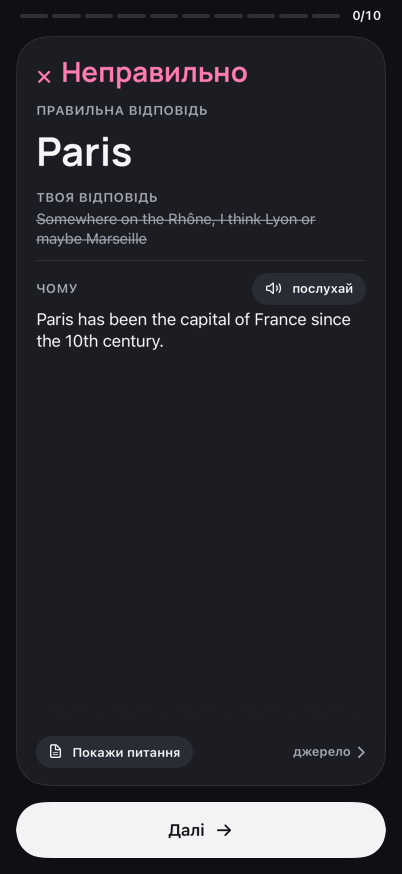 0/10
× Неправильно
ПРАВИЛЬНА ВІДПОВІДЬ
Paris
ТВОЯ ВІДПОВІДЬ
Somewhere on the Rhône, I think Lyon or
maybe Marseille
ЧОМУ
послухай
Paris has been the capital of France since
the 10th century.
Покажи питання
джерело
Далі →